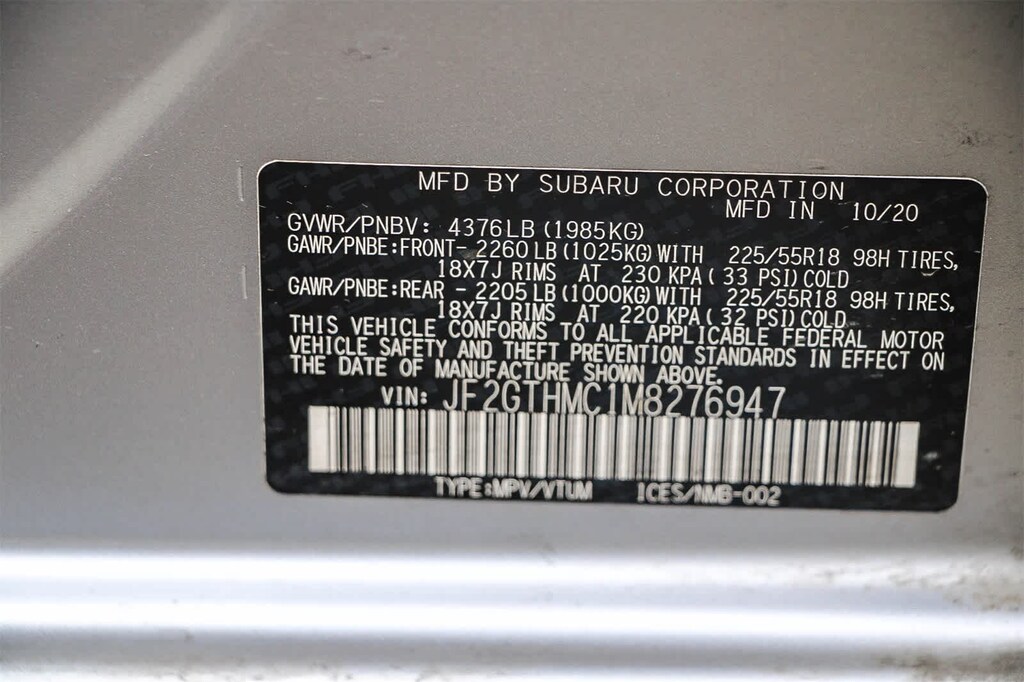 MFD BY SUBARU CORPORATION
MFD IN 10/20
GVWR/PNBV: 4376LB(1985KG)
GAWR/PNBE:FRONT- 2260LB(1025KG)WITH 225/55R18 98H TIRES,
18X7J RIMS AT 230 KPA( 33 PSI)COLD
GAWR/PNBE:REAR - 2205LB(1000KG)WITH 225/55R18 98H TIRES,
18X7J RIMS AT 220 KPA( 32 PSI)COLD.
THIS VEHICLE CONFORMS TO ALL APPLICABLE FEDERAL MOTOR
VEHICLE SAFETY AND THEFT PREVENTION STANDARDS IN EFFECT ON
THE DATE OF MANUFACTURE SHOWN ABOVE.
VIN: JF2GTHMC1M8276947
TYPE:MPV/VTUM ICES/NMB-002